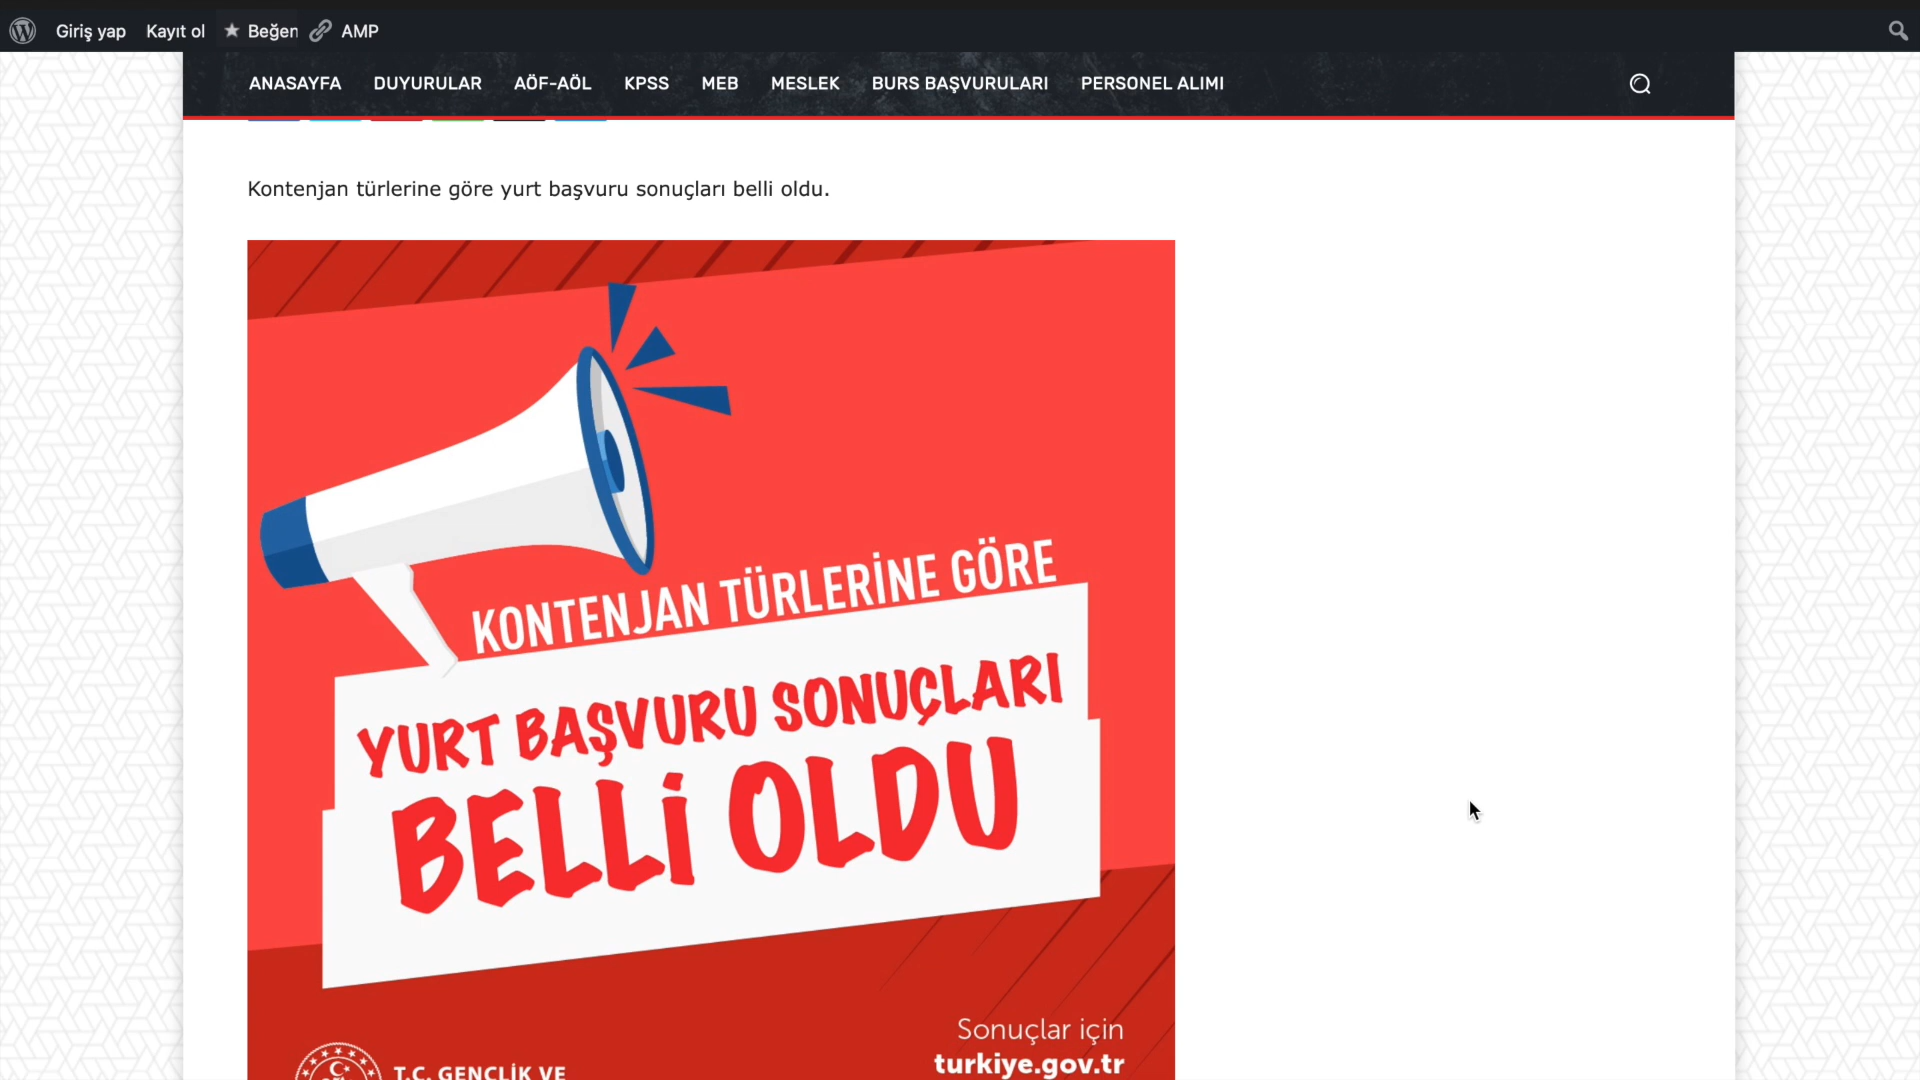 Giriş yap Kayıt ol Beğen AMP
ANASAYFA DUYURULAR AÖF-AÖL KPSS MEB MESLEK BURS BAŞVURULARI PERSONEL ALIMI
Kontenjan türlerine göre yurt başvuru sonuçları belli oldu.
KONTENJAN TÜRLERİNE GÖRE
YURT BAŞVURU SONUÇLARI
BELLİ OLDU
Sonuçlar için
turkiye.gov.tr
T.C. GENÇLİK VE